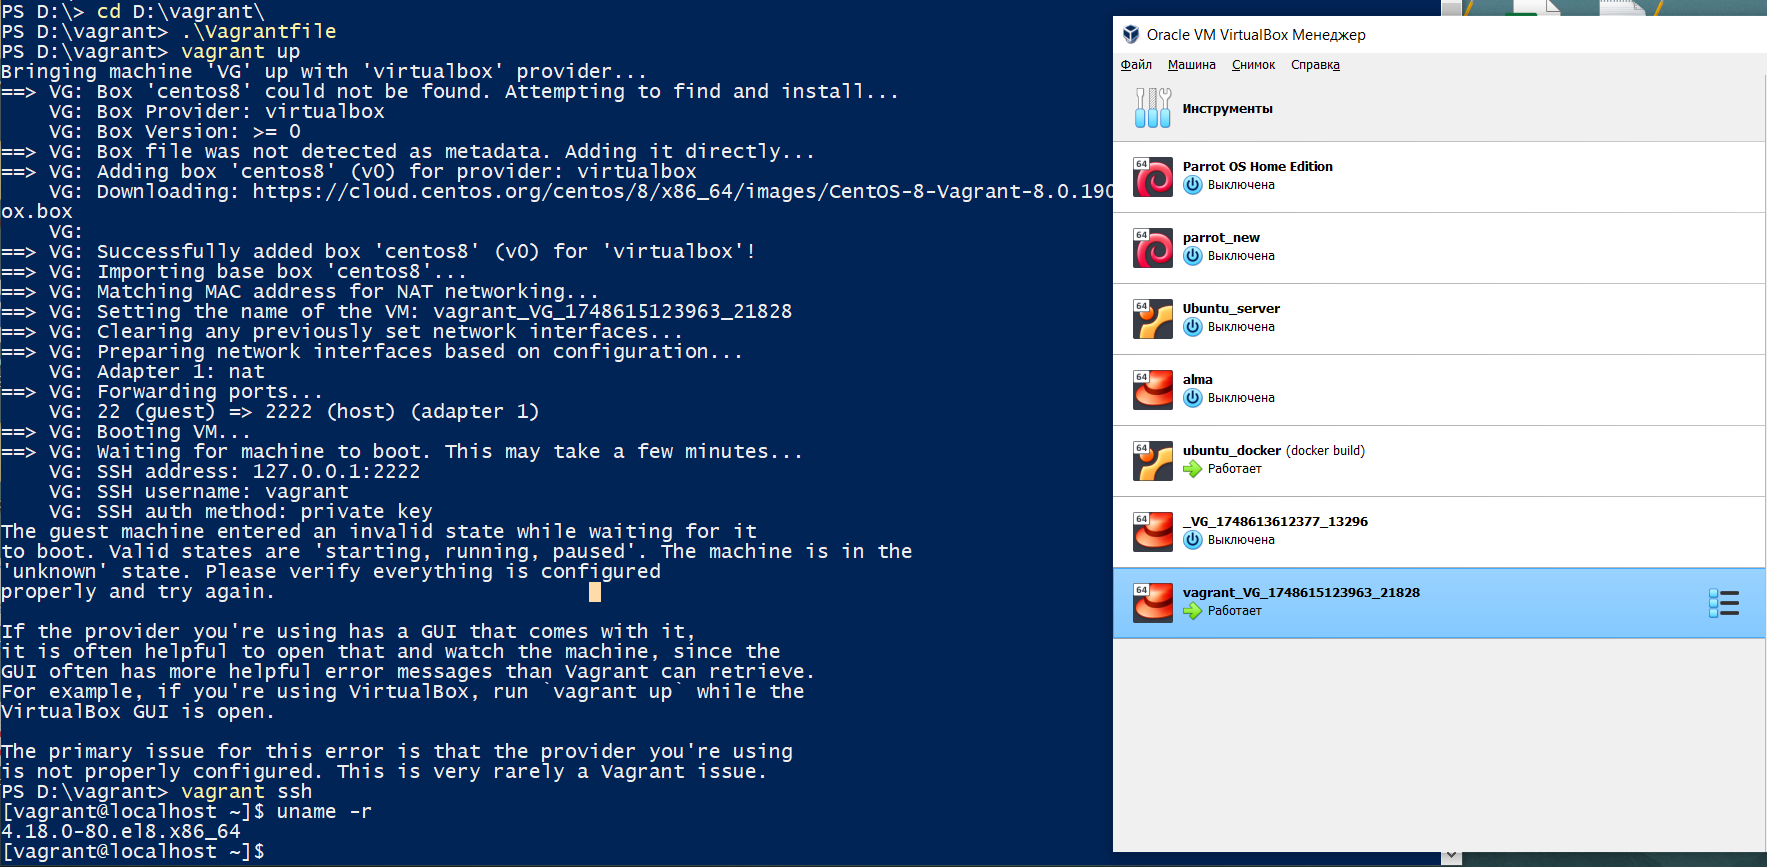 PS D:\> cd D:\vagrant\
PS D:\vagrant> .\Vagrantfile
PS D:\vagrant> vagrant up
Bringing machine 'VG' up with 'virtualbox' provider...
==> VG: Box 'centos8' could not be found. Attempting to find and install...
    VG: Box Provider: virtualbox
    VG: Box Version: >= 0
==> VG: Box file was not detected as metadata. Adding it directly...
==> VG: Adding box 'centos8' (v0) for provider: virtualbox
    VG: Downloading: https://cloud.centos.org/centos/8/x86_64/images/CentOS-8-Vagrant-8.0.190
ox.box
    VG:
==> VG: Successfully added box 'centos8' (v0) for 'virtualbox'!
==> VG: Importing base box 'centos8'...
==> VG: Matching MAC address for NAT networking...
==> VG: Setting the name of the VM: vagrant_VG_1748615123963_21828
==> VG: Clearing any previously set network interfaces...
==> VG: Preparing network interfaces based on configuration...
    VG: Adapter 1: nat
==> VG: Forwarding ports...
    VG: 22 (guest) => 2222 (host) (adapter 1)
==> VG: Booting VM...
==> VG: Waiting for machine to boot. This may take a few minutes...
    VG: SSH address: 127.0.0.1:2222
    VG: SSH username: vagrant
    VG: SSH auth method: private key
The guest machine entered an invalid state while waiting for it
to boot. Valid states are 'starting, running, paused'. The machine is in the
'unknown' state. Please verify everything is configured
properly and try again.

If the provider you're using has a GUI that comes with it,
it is often helpful to open that and watch the machine, since the
GUI often has more helpful error messages than Vagrant can retrieve.
For example, if you're using VirtualBox, run `vagrant up` while the
VirtualBox GUI is open.

The primary issue for this error is that the provider you're using
is not properly configured. This is very rarely a Vagrant issue.
PS D:\vagrant> vagrant ssh
[vagrant@localhost ~]$ uname -r
4.18.0-80.el8.x86_64
[vagrant@localhost ~]$
Oracle VM VirtualBox Менеджер
Файл Машина Снимок Справка
Инструменты
64
Parrot OS Home Edition
Выключена
64
parrot_new
Выключена
64
Ubuntu_server
Выключена
64
alma
Выключена
64
ubuntu_docker (docker build)
Работает
64
_VG_1748613612377_13296
Выключена
64
vagrant_VG_1748615123963_21828
Работает